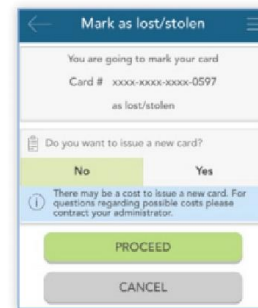 Mark as lost/stolen
You are going to mark your card
Card # xxxx-xxxx-xxxx-0597
as lost/stolen
Do you want to issue a new card?
No Yes
There may be a cost to issue a new card. For
questions regarding possible costs please
contract your administrator.
PROCEED
CANCEL